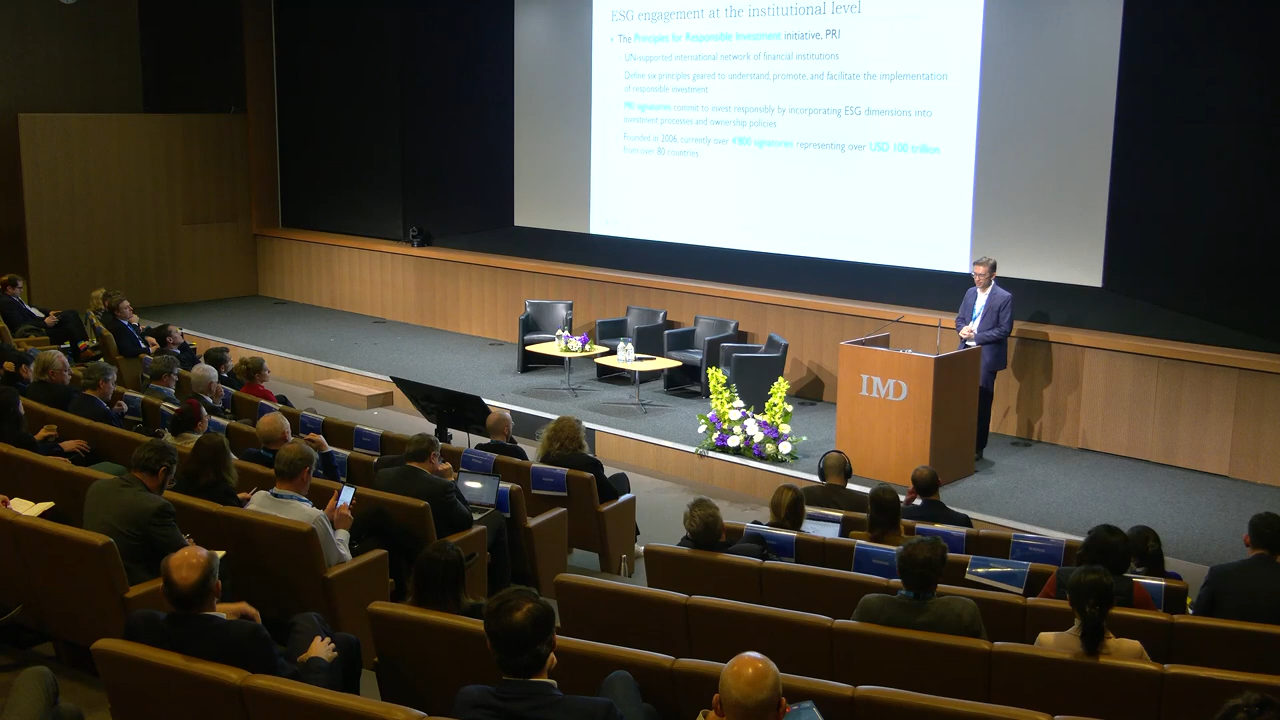 ESG engagement at the institutional level
The Principles for Responsible Investment initiative, PRI
UN-supported international network of financial institutions
Define six principles geared to understand, promote, and facilitate the implementation
of responsible investment
PRI signatories commit to invest responsibly by incorporating ESG dimensions into
investment processes and ownership policies
Founded in 2006, currently over 4'900 signatories representing over USD 100 trillion
from over 80 countries
IMD